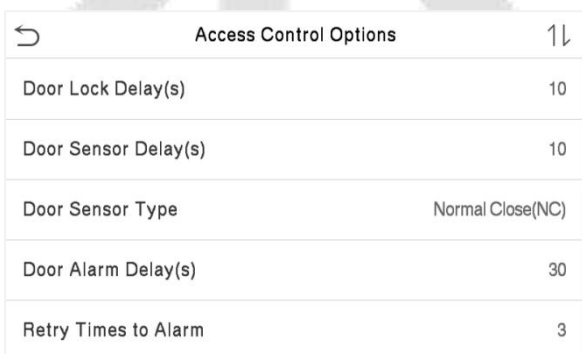 Access Control Options
Door Lock Delay(s) 10
Door Sensor Delay(s) 10
Door Sensor Type Normal Close(NC)
Door Alarm Delay(s) 30
Retry Times to Alarm 3